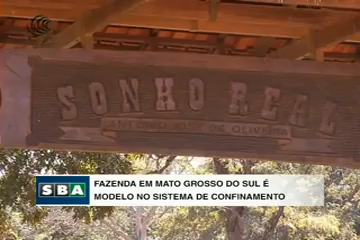 SONHO REAL
SBA
FAZENDA EM MATO GROSSO DO SUL É
MODELO NO SISTEMA DE CONFINAMENTO